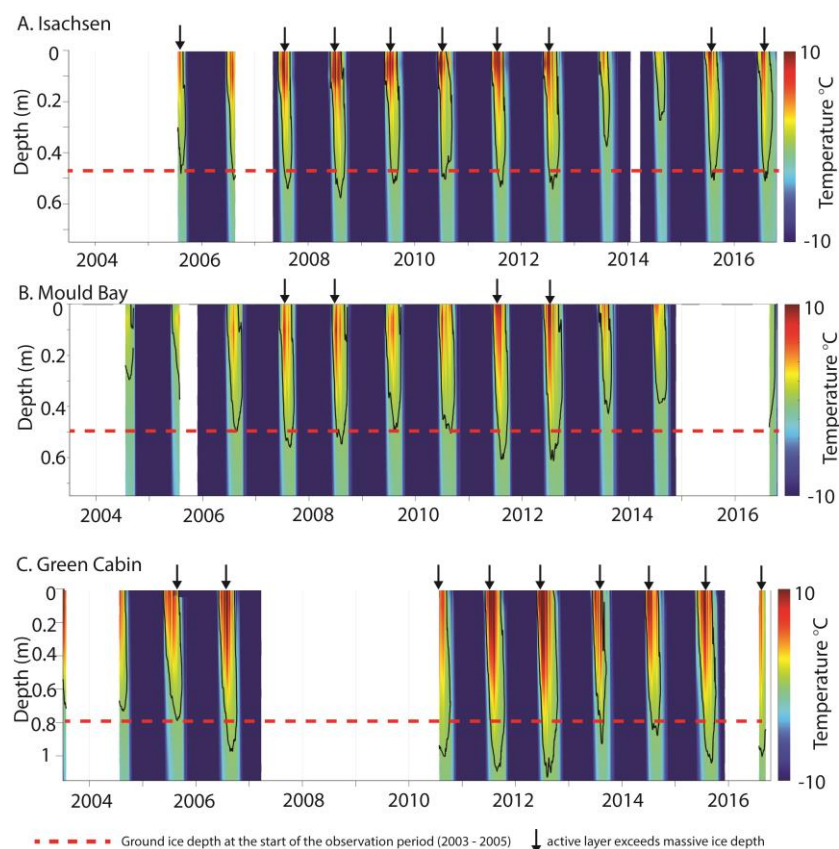 A. Isachsen
0
0.2
0.4
0.6
Depth (m)
2004 2006 2008 2010 2012 2014 2016
10
-10
Temperature °C
B. Mould Bay
0
0.2
0.4
0.6
Depth (m)
2004 2006 2008 2010 2012 2014 2016
10
-10
Temperature °C
C. Green Cabin
0
0.2
0.4
0.6
0.8
1
Depth (m)
2004 2006 2008 2010 2012 2014 2016
10
-10
Temperature °C
Ground ice depth at the start of the observation period (2003 - 2005) active layer exceeds massive ice depth